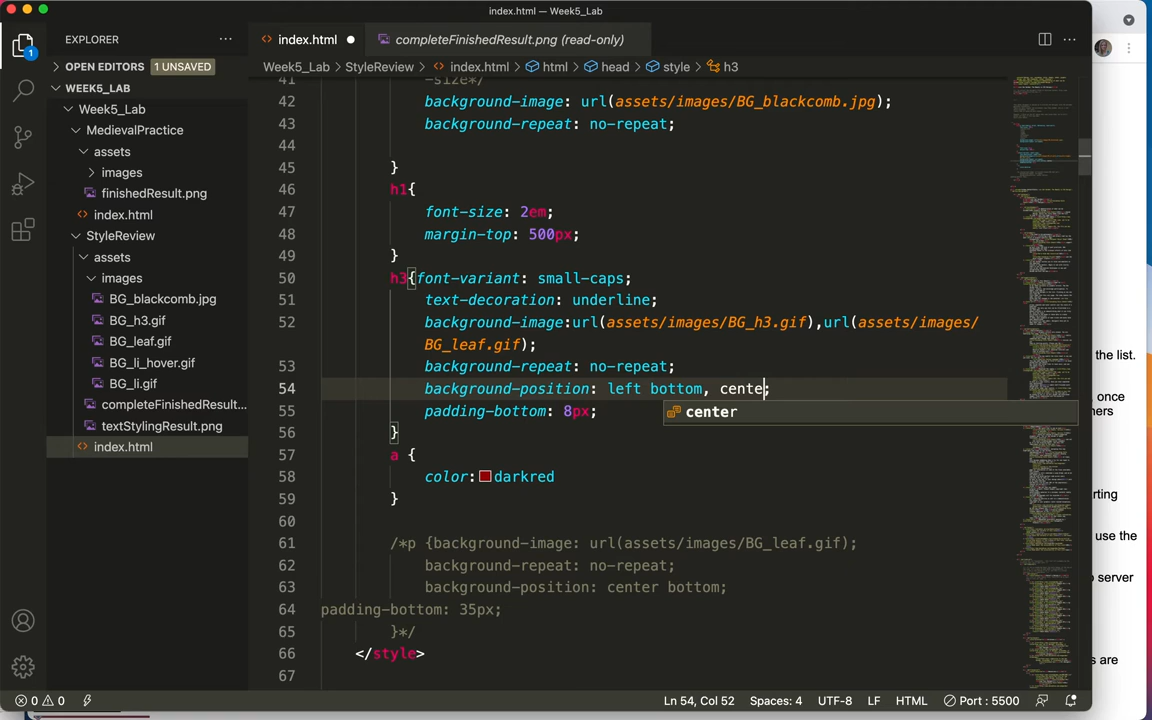 index.html — Week5_Lab
EXPLORER
index.html
completeFinishedResult.png (read-only)
OPEN EDITORS 1 UNSAVED
Week5_Lab > StyleReview > index.html > html > head > style > h3
1
WEEK5_LAB
Week5_Lab
MedievalPractice
assets
images
finishedResult.png
index.html
StyleReview
assets
images
BG_blackcomb.jpg
BG_h3.gif
BG_leaf.gif
BG_li_hover.gif
BG_li.gif
completeFinishedResult...
textStylingResult.png
index.html
41 -size*/
42 background-image: url(assets/images/BG_blackcomb.jpg);
43 background-repeat: no-repeat;
44
45 }
46 h1{
47 font-size: 2em;
48 margin-top: 500px;
49 }
50 h3{font-variant: small-caps;
51 text-decoration: underline;
52 background-image:url(assets/images/BG_h3.gif),url(assets/images/
BG_leaf.gif);
53 background-repeat: no-repeat;
54 background-position: left bottom, cente;
center
55 padding-bottom: 8px;
56 }
57 a {
58 color: darkred
59 }
60
61 /*p {background-image: url(assets/images/BG_leaf.gif);
62 background-repeat: no-repeat;
63 background-position: center bottom;
64 padding-bottom: 35px;
65 }*/
66 </style>
67
the list.
, once
ners
rting
use the
o server
s are
0 0
Ln 54, Col 52 Spaces: 4 UTF-8 LF HTML Port : 5500